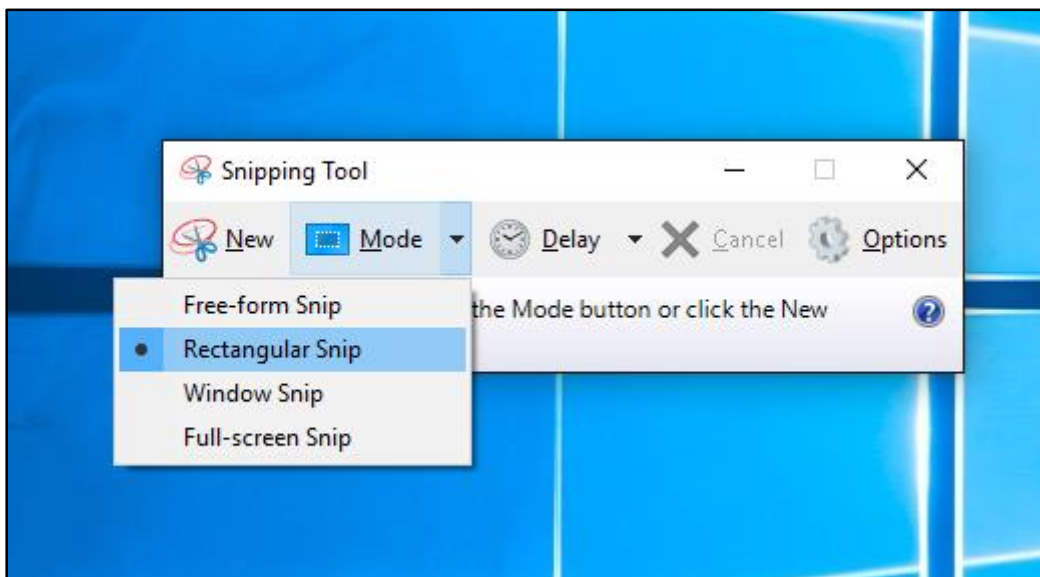 Snipping Tool
New Mode Delay Cancel Options
Free-form Snip
the Mode button or click the New
Rectangular Snip
Window Snip
Full-screen Snip